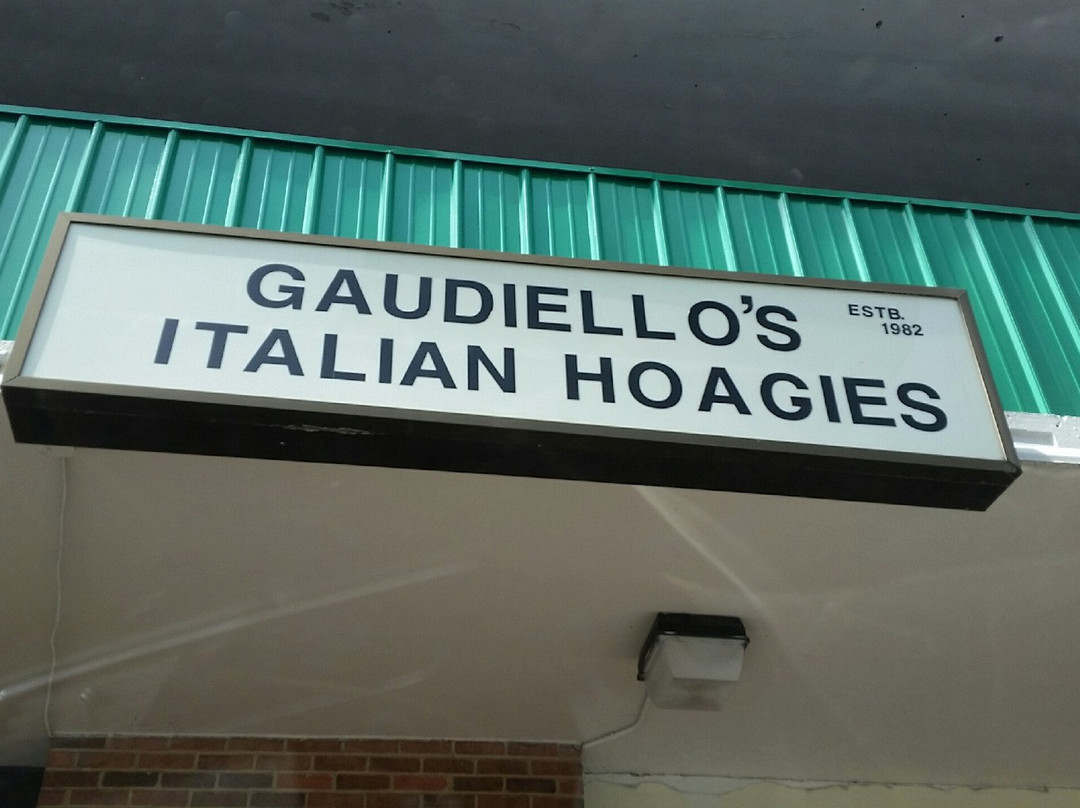 GAUDIELLO'S
ESTB.
1982
ITALIAN HOAGIES